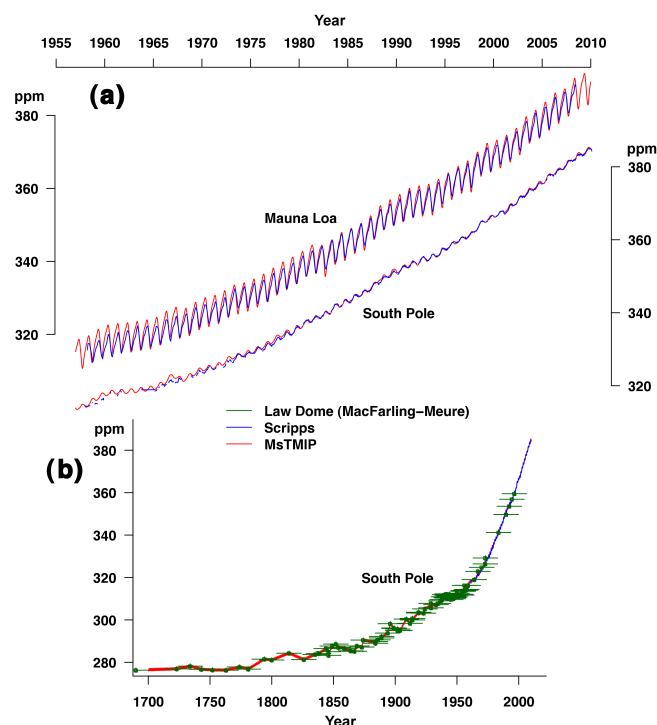 Year
1955 1960 1965 1970 1975 1980 1985 1990 1995 2000 2005 2010
(a)
ppm
380
360
340
320
ppm
380
360
340
320
Mauna Loa
South Pole
Law Dome (MacFarling−Meure)
Scripps
MsTMIP
(b)
ppm
380
360
340
320
300
280
South Pole
1700 1750 1800 1850 1900 1950 2000
Year